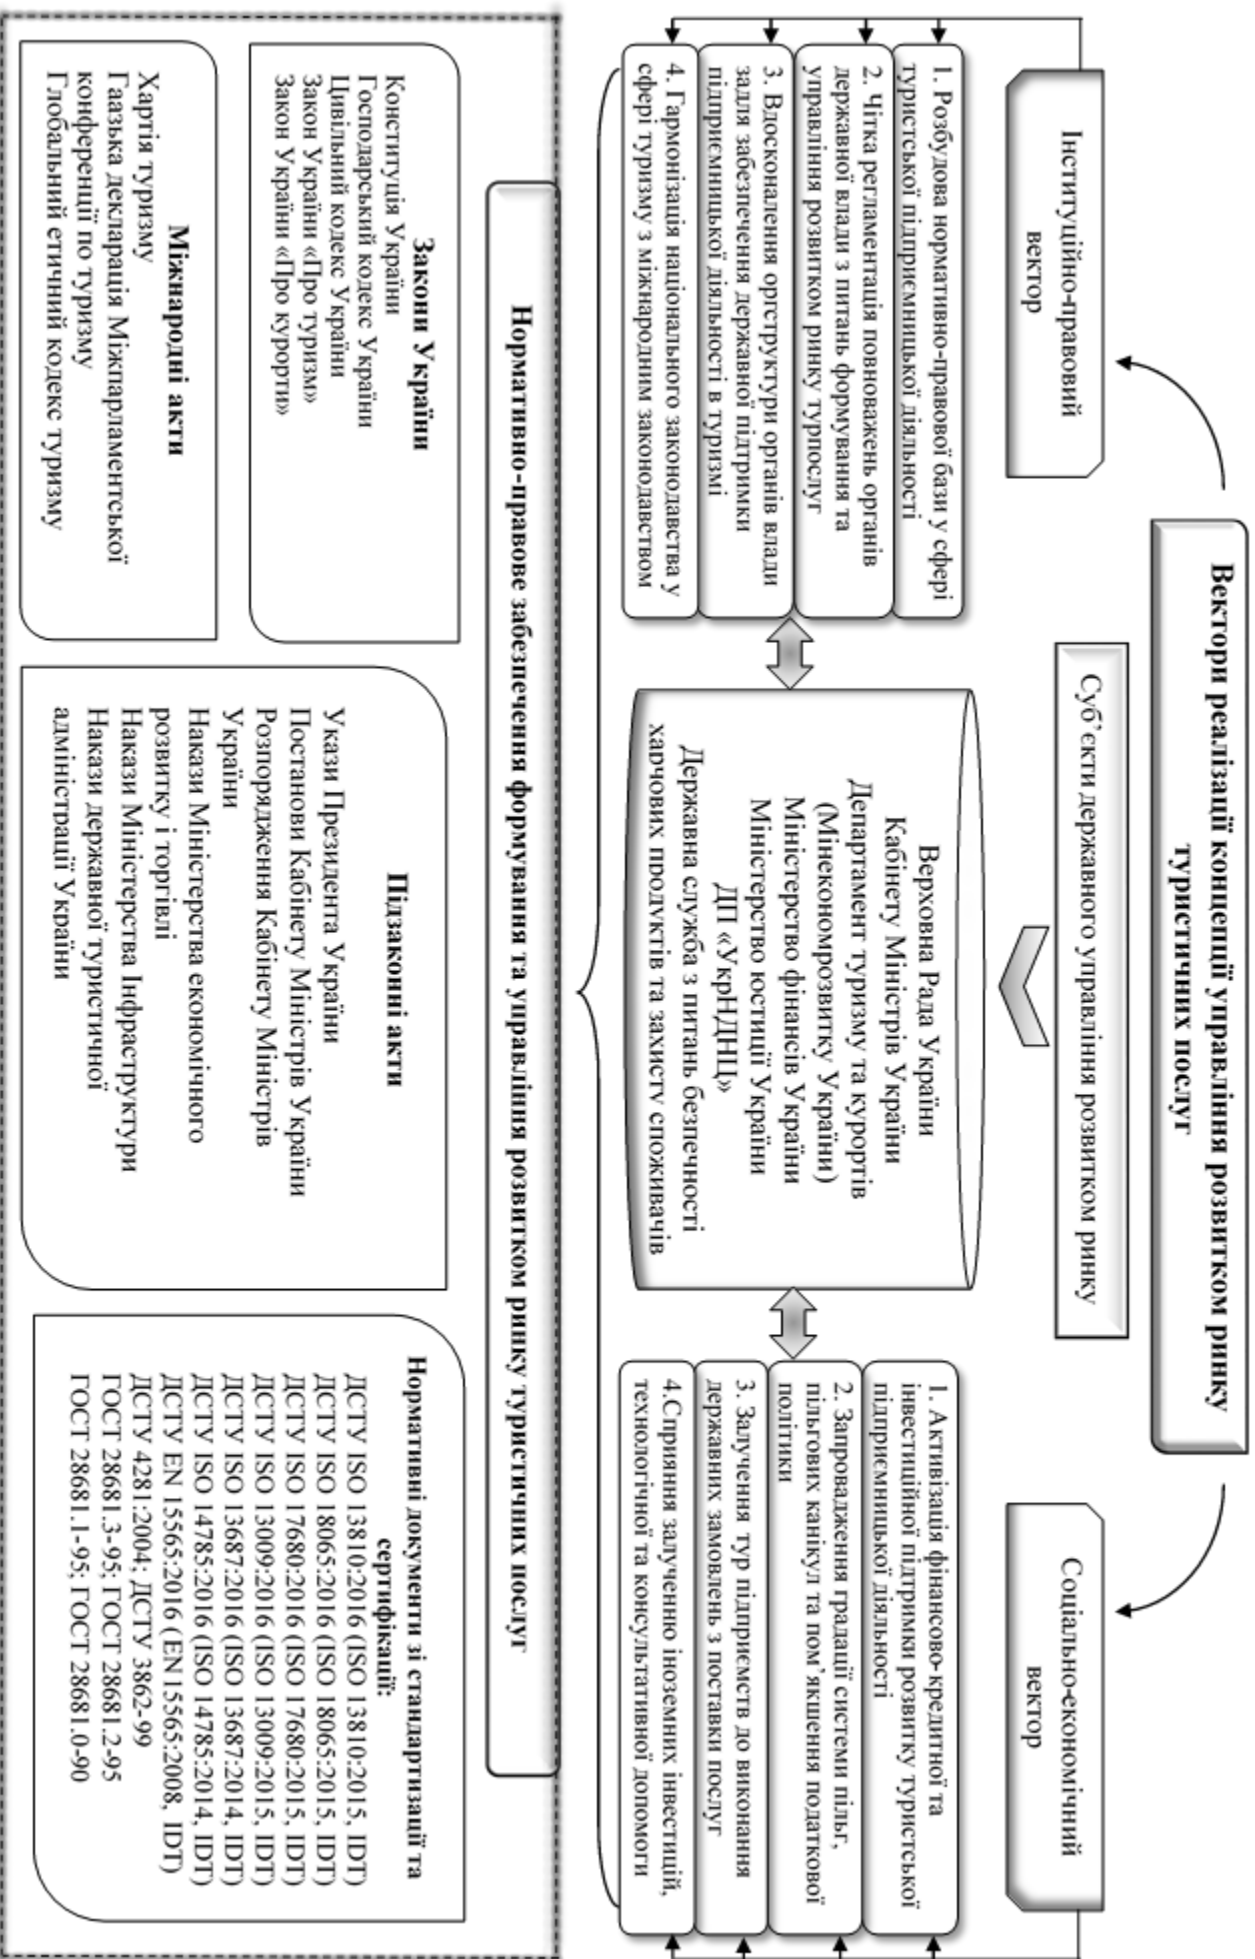 Вектори реалізації концепції управління розвитком ринку
туристичних послуг
Інституційно-правовий
вектор
Суб’єкти державного управління розвитком ринку
Соціально-економічний
вектор
1. Розбудова нормативно-правової бази у сфері
туристської підприємницької діяльності
2. Чітка регламентація повноважень органів
державної влади з питань формування та
управління розвитком ринку турпослуг
3. Вдосконалення оргструктури органів влади
задля забезпечення державної підтримки
підприємницької діяльності в туризмі
4. Гармонізація національного законодавства у
сфері туризму з міжнародним законодавством
Верховна Рада України
Кабінету Міністрів України
Департамент туризму та курортів
(Мінекономрозвитку України)
Міністерство фінансів України
Міністерство юстиції України
ДП «УкрНДНЦ»
Державна служба з питань безпечності
харчових продуктів та захисту споживачів
1. Активізація фінансово-кредитної та
інвестиційної підтримки розвитку туристської
підприємницької діяльності
2. Запровадження градації системи пільг,
пільгових канікул та пом’якшення податкової
політики
3. Залучення тур підприємств до виконання
державних замовлень з поставки послуг
4.Сприяння залученню іноземних інвестицій,
технологічної та консультативної допомоги
Нормативно-правове забезпечення формування та управління розвитком ринку туристичних послуг
Закони України
Конституція України
Господарський кодекс України
Цивільний кодекс України
Закон України «Про туризм»
Закон України «Про курорти»
Міжнародні акти
Хартія туризму
Гаазька декларація Міжпарламентської
конференції по туризму
Глобальний етичний кодекс туризму
Підзаконні акти
Укази Президента України
Постанови Кабінету Міністрів України
Розпорядження Кабінету Міністрів
України
Накази Міністерства економічного
розвитку і торгівлі
Накази Міністерства Інфраструктури
Накази державної туристичної
адміністрації України
Нормативні документи зі стандартизації та
сертифікації:
ДСТУ ISO 13810:2016 (ISO 13810:2015, IDT)
ДСТУ ISO 18065:2016 (ISO 18065:2015, IDT)
ДСТУ ISO 17680:2016 (ISO 17680:2015, IDT)
ДСТУ ISO 13009:2016 (ISO 13009:2015, IDT)
ДСТУ ISO 13687:2016 (ISO 13687:2014, IDT)
ДСТУ ISO 14785:2016 (ISO 14785:2014, IDT)
ДСТУ EN 15565:2016 (EN 15565:2008, IDT)
ДСТУ 4281:2004; ДСТУ 3862-99
ГОСТ 28681.3-95; ГОСТ 28681.2-95
ГОСТ 28681.1-95; ГОСТ 28681.0-90